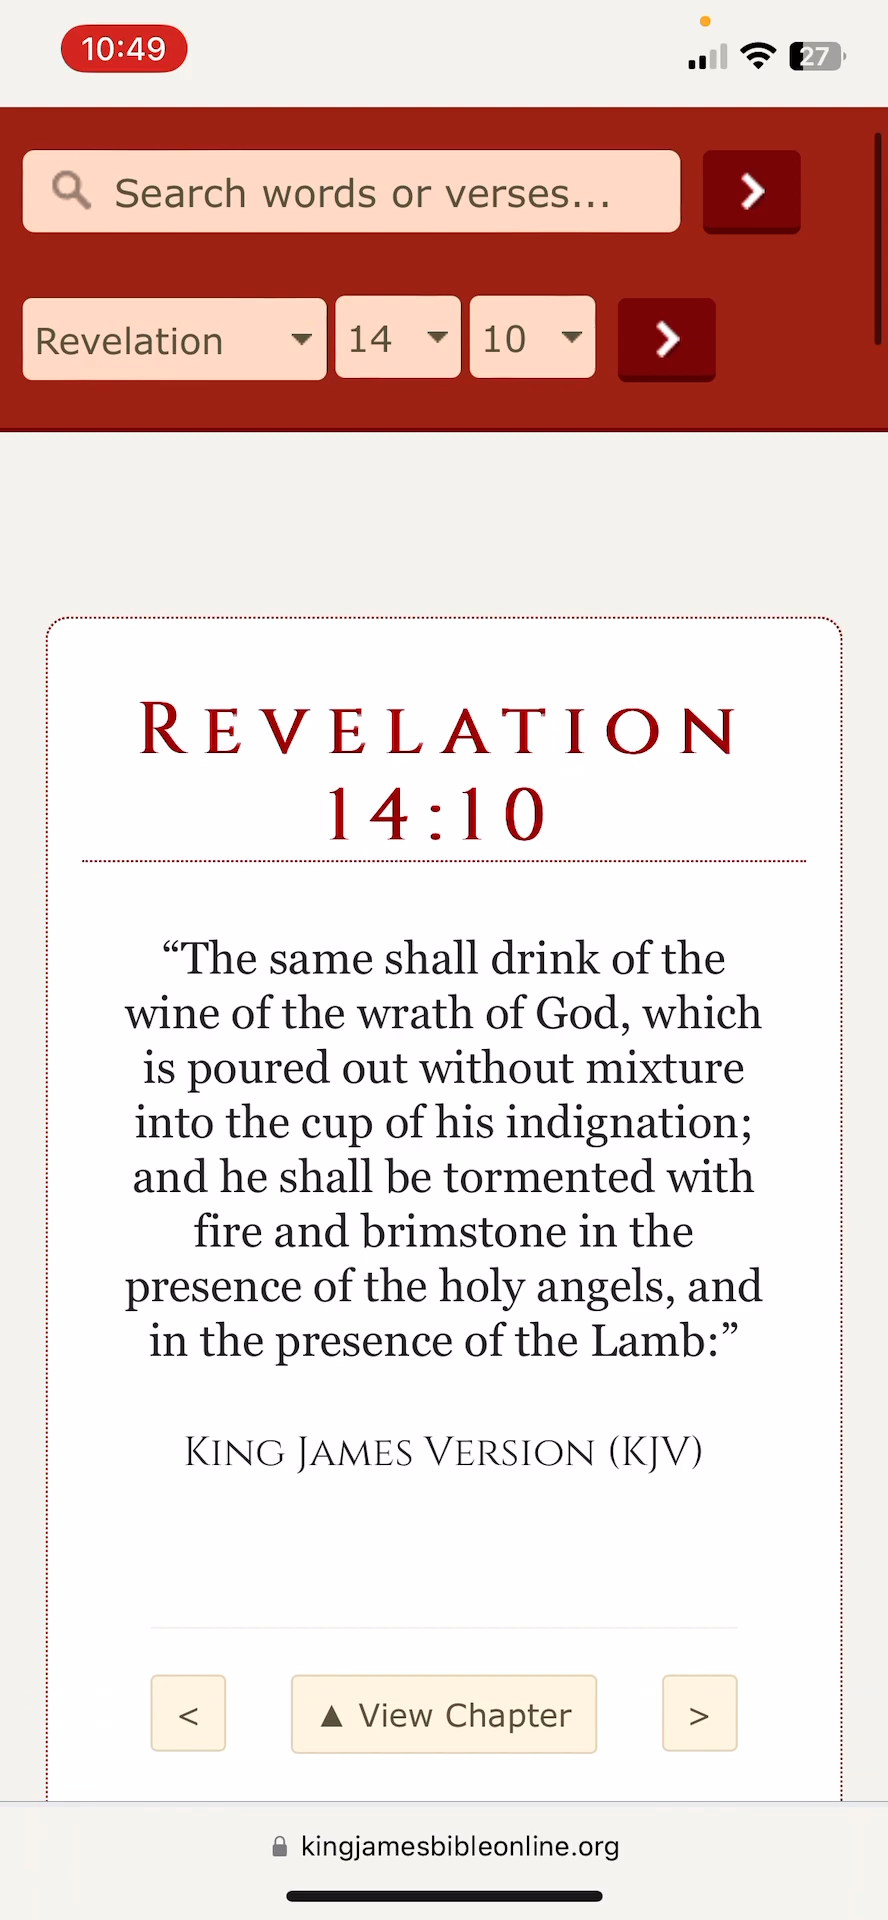 10:49
27
Search words or verses...
Revelation 14 10
REVELATION
14:10
“The same shall drink of the
wine of the wrath of God, which
is poured out without mixture
into the cup of his indignation;
and he shall be tormented with
fire and brimstone in the
presence of the holy angels, and
in the presence of the Lamb:”
King James Version (KJV)
< ▲ View Chapter >
kingjamesbibleonline.org